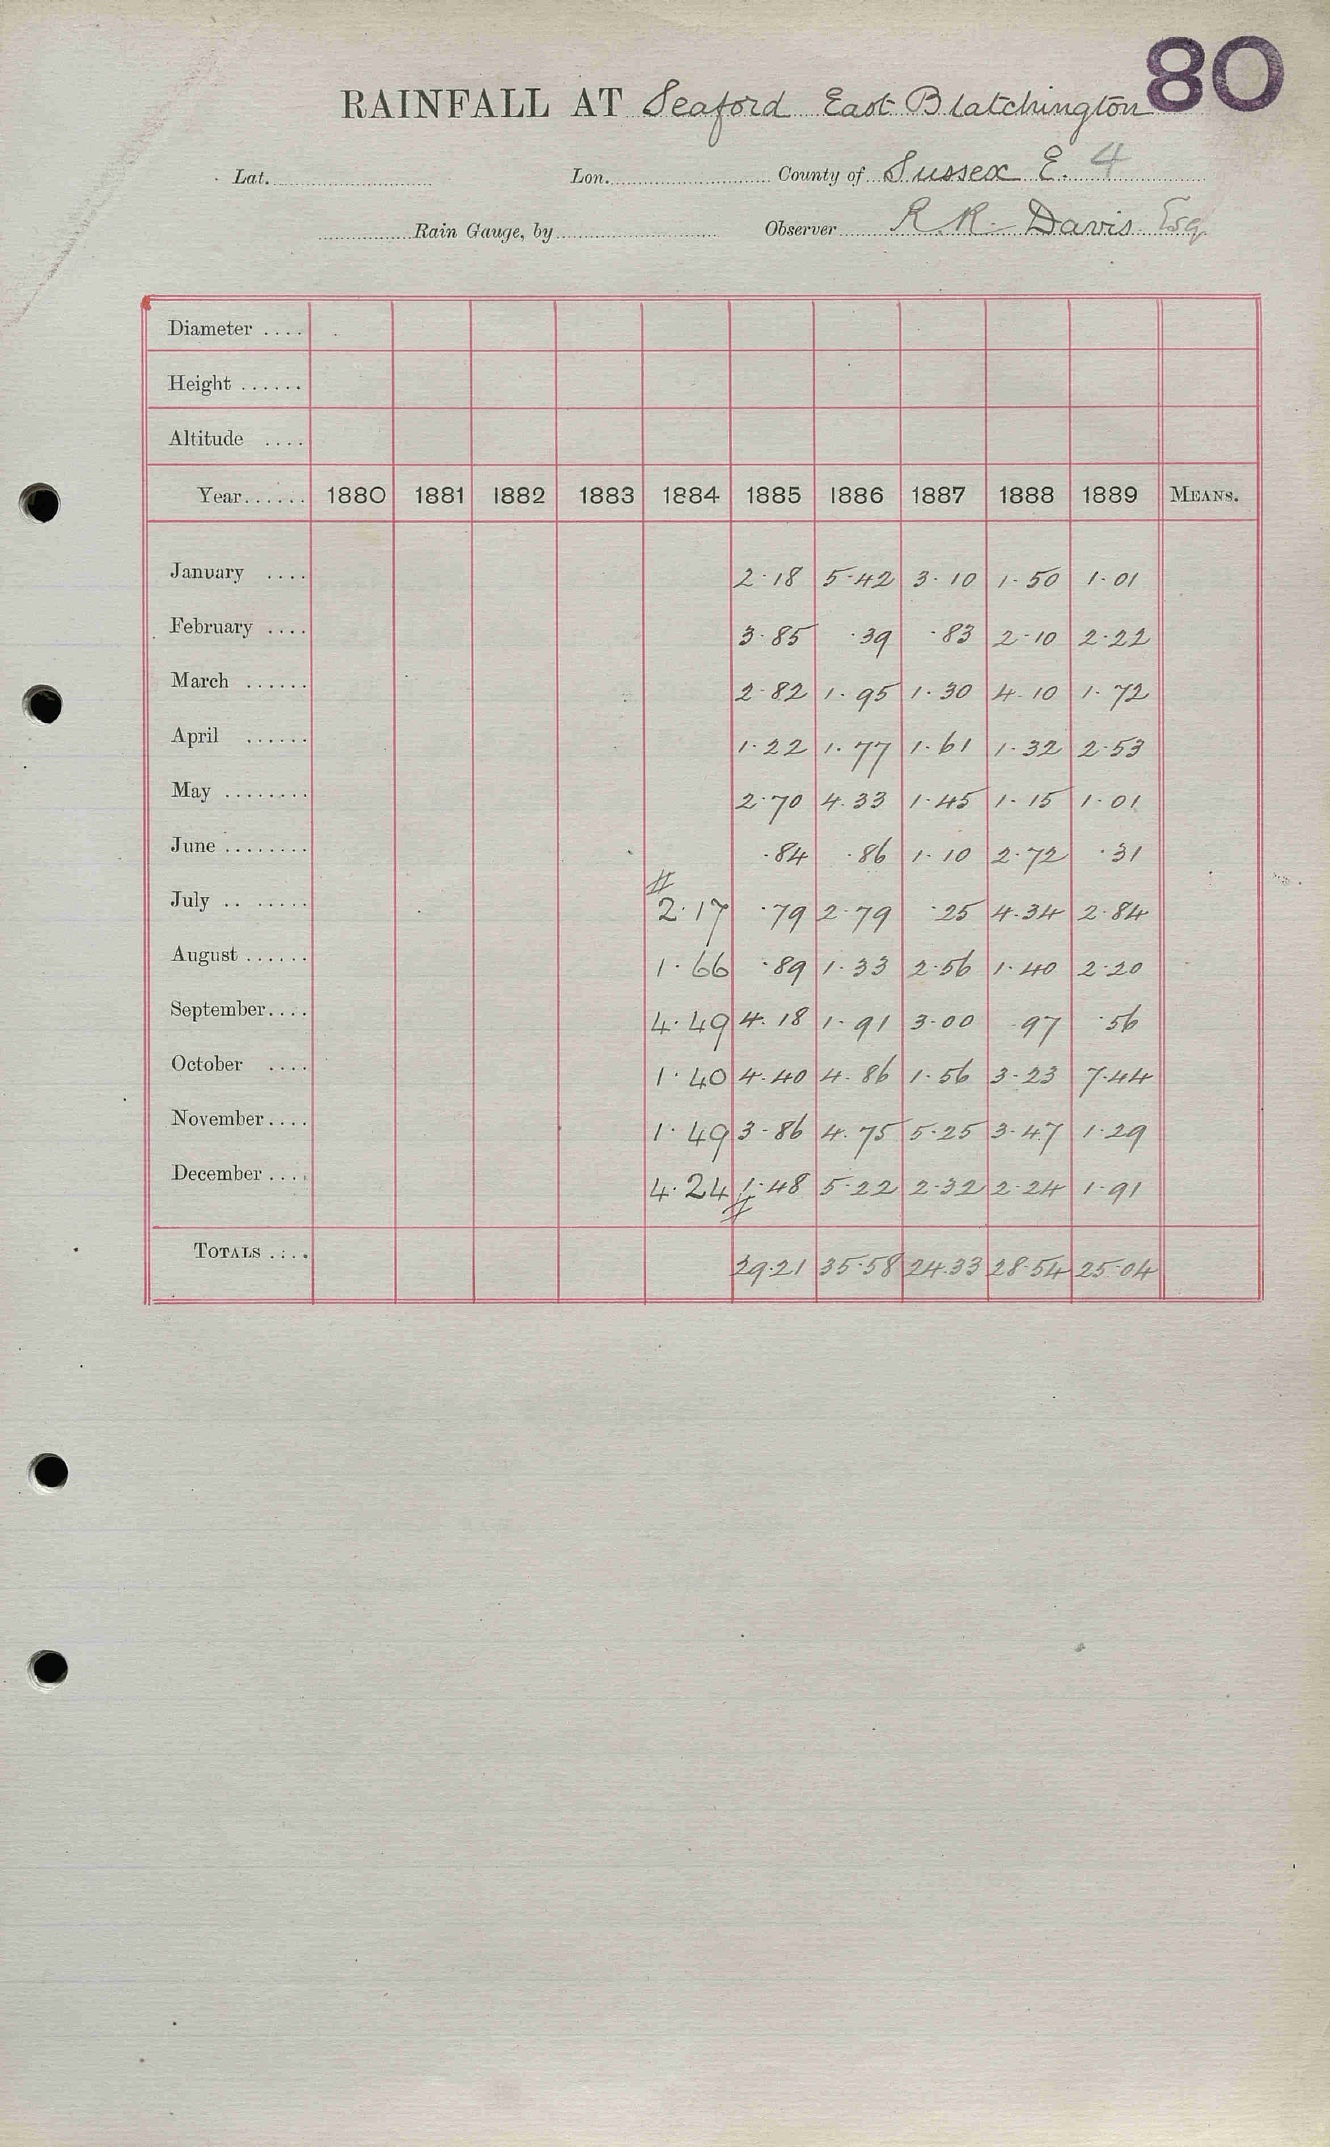 80
RAINFALL AT Seaford East Blatchington
Lat. Lon. County of Sussex E. 4
Rain Gauge, by Observer R. R. Davis Esq
Diameter ....
Height ......
Altitude ....
Year...... 1880 1881 1882 1883 1884 1885 1886 1887 1888 1889 MEANS.
January .... 2.18 5.42 3.10 1.50 1.01
February .... 3.85 .39 .83 2.10 2.22
March ...... 2.82 1.95 1.30 4.10 1.72
April ...... 1.22 1.77 1.61 1.32 2.53
May ........ 2.70 4.33 1.45 1.15 1.01
June ........ .84 .86 1.10 2.72 .31
#
July .. ...... 2.17 .79 2.79 .25 4.34 2.84
August ...... 1.66 .89 1.33 2.56 1.40 2.20
September.... 4.49 4.18 1.91 3.00 .97 .56
October .... 1.40 4.40 4.86 1.56 3.23 7.44
November .... 1.49 3.86 4.75 5.25 3.47 1.29
December .... 4.24 1.48 5.22 2.32 2.24 1.91
#
TOTALS .... 29.21 35.58 24.33 28.54 25.04